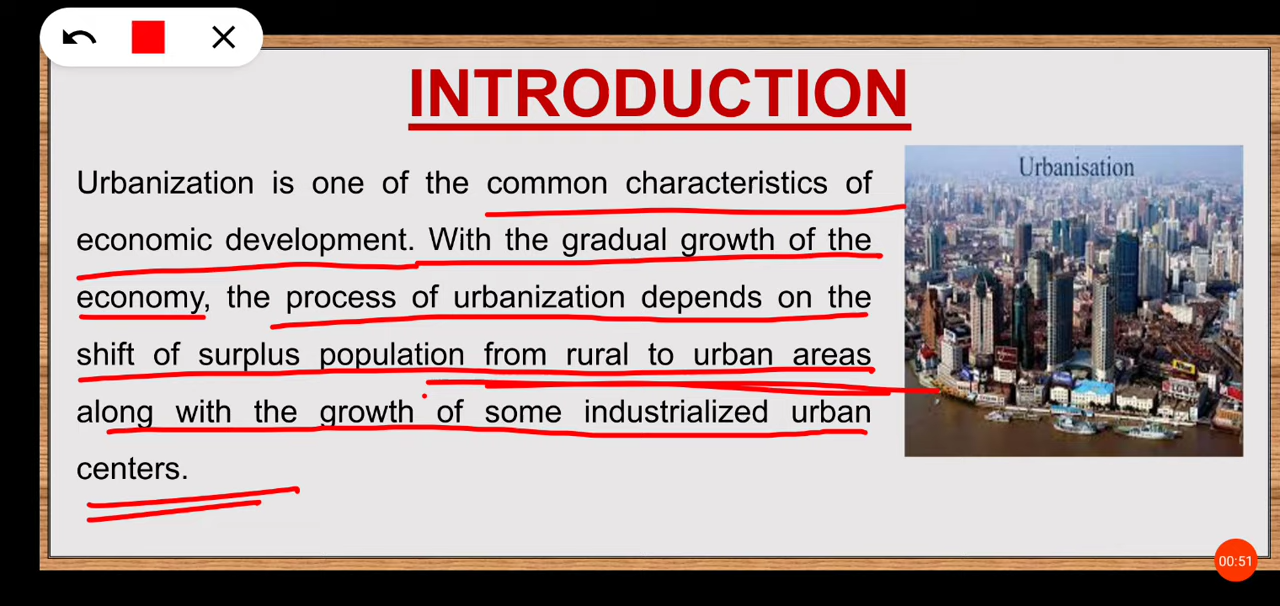 INTRODUCTION
Urbanization is one of the common characteristics of
economic development. With the gradual growth of the
economy, the process of urbanization depends on the
shift of surplus population from rural to urban areas
along with the growth of some industrialized urban
centers.
Urbanisation
00:51